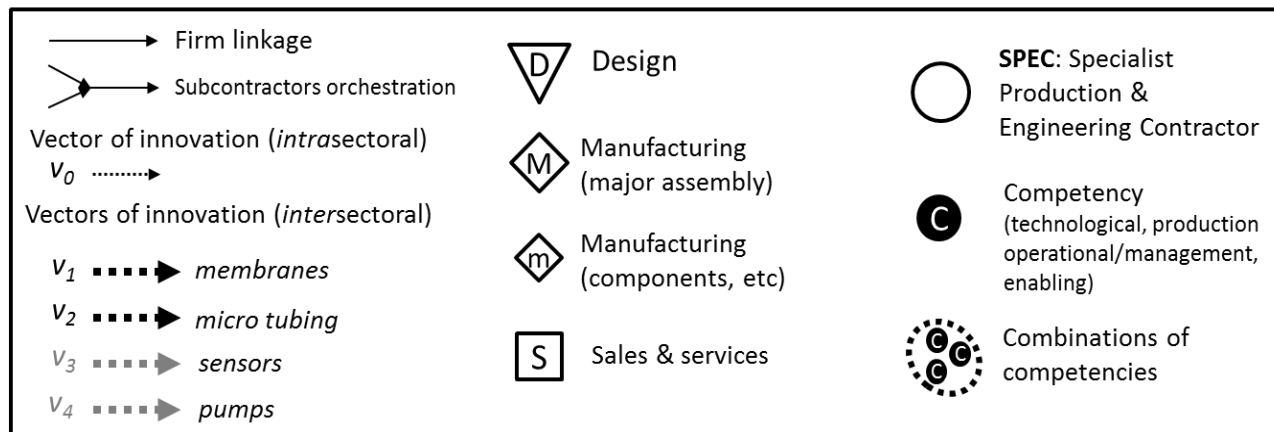 Firm linkage
Subcontractors orchestration
Vector of innovation (intrasectoral)
v0
Vectors of innovation (intersectoral)
v1 membranes
v2 micro tubing
v3 sensors
v4 pumps
D Design
M Manufacturing
(major assembly)
m Manufacturing
(components, etc)
S Sales & services
SPEC: Specialist
Production &
Engineering Contractor
C Competency
(technological, production
operational/management,
enabling)
C C C Combinations of
competencies